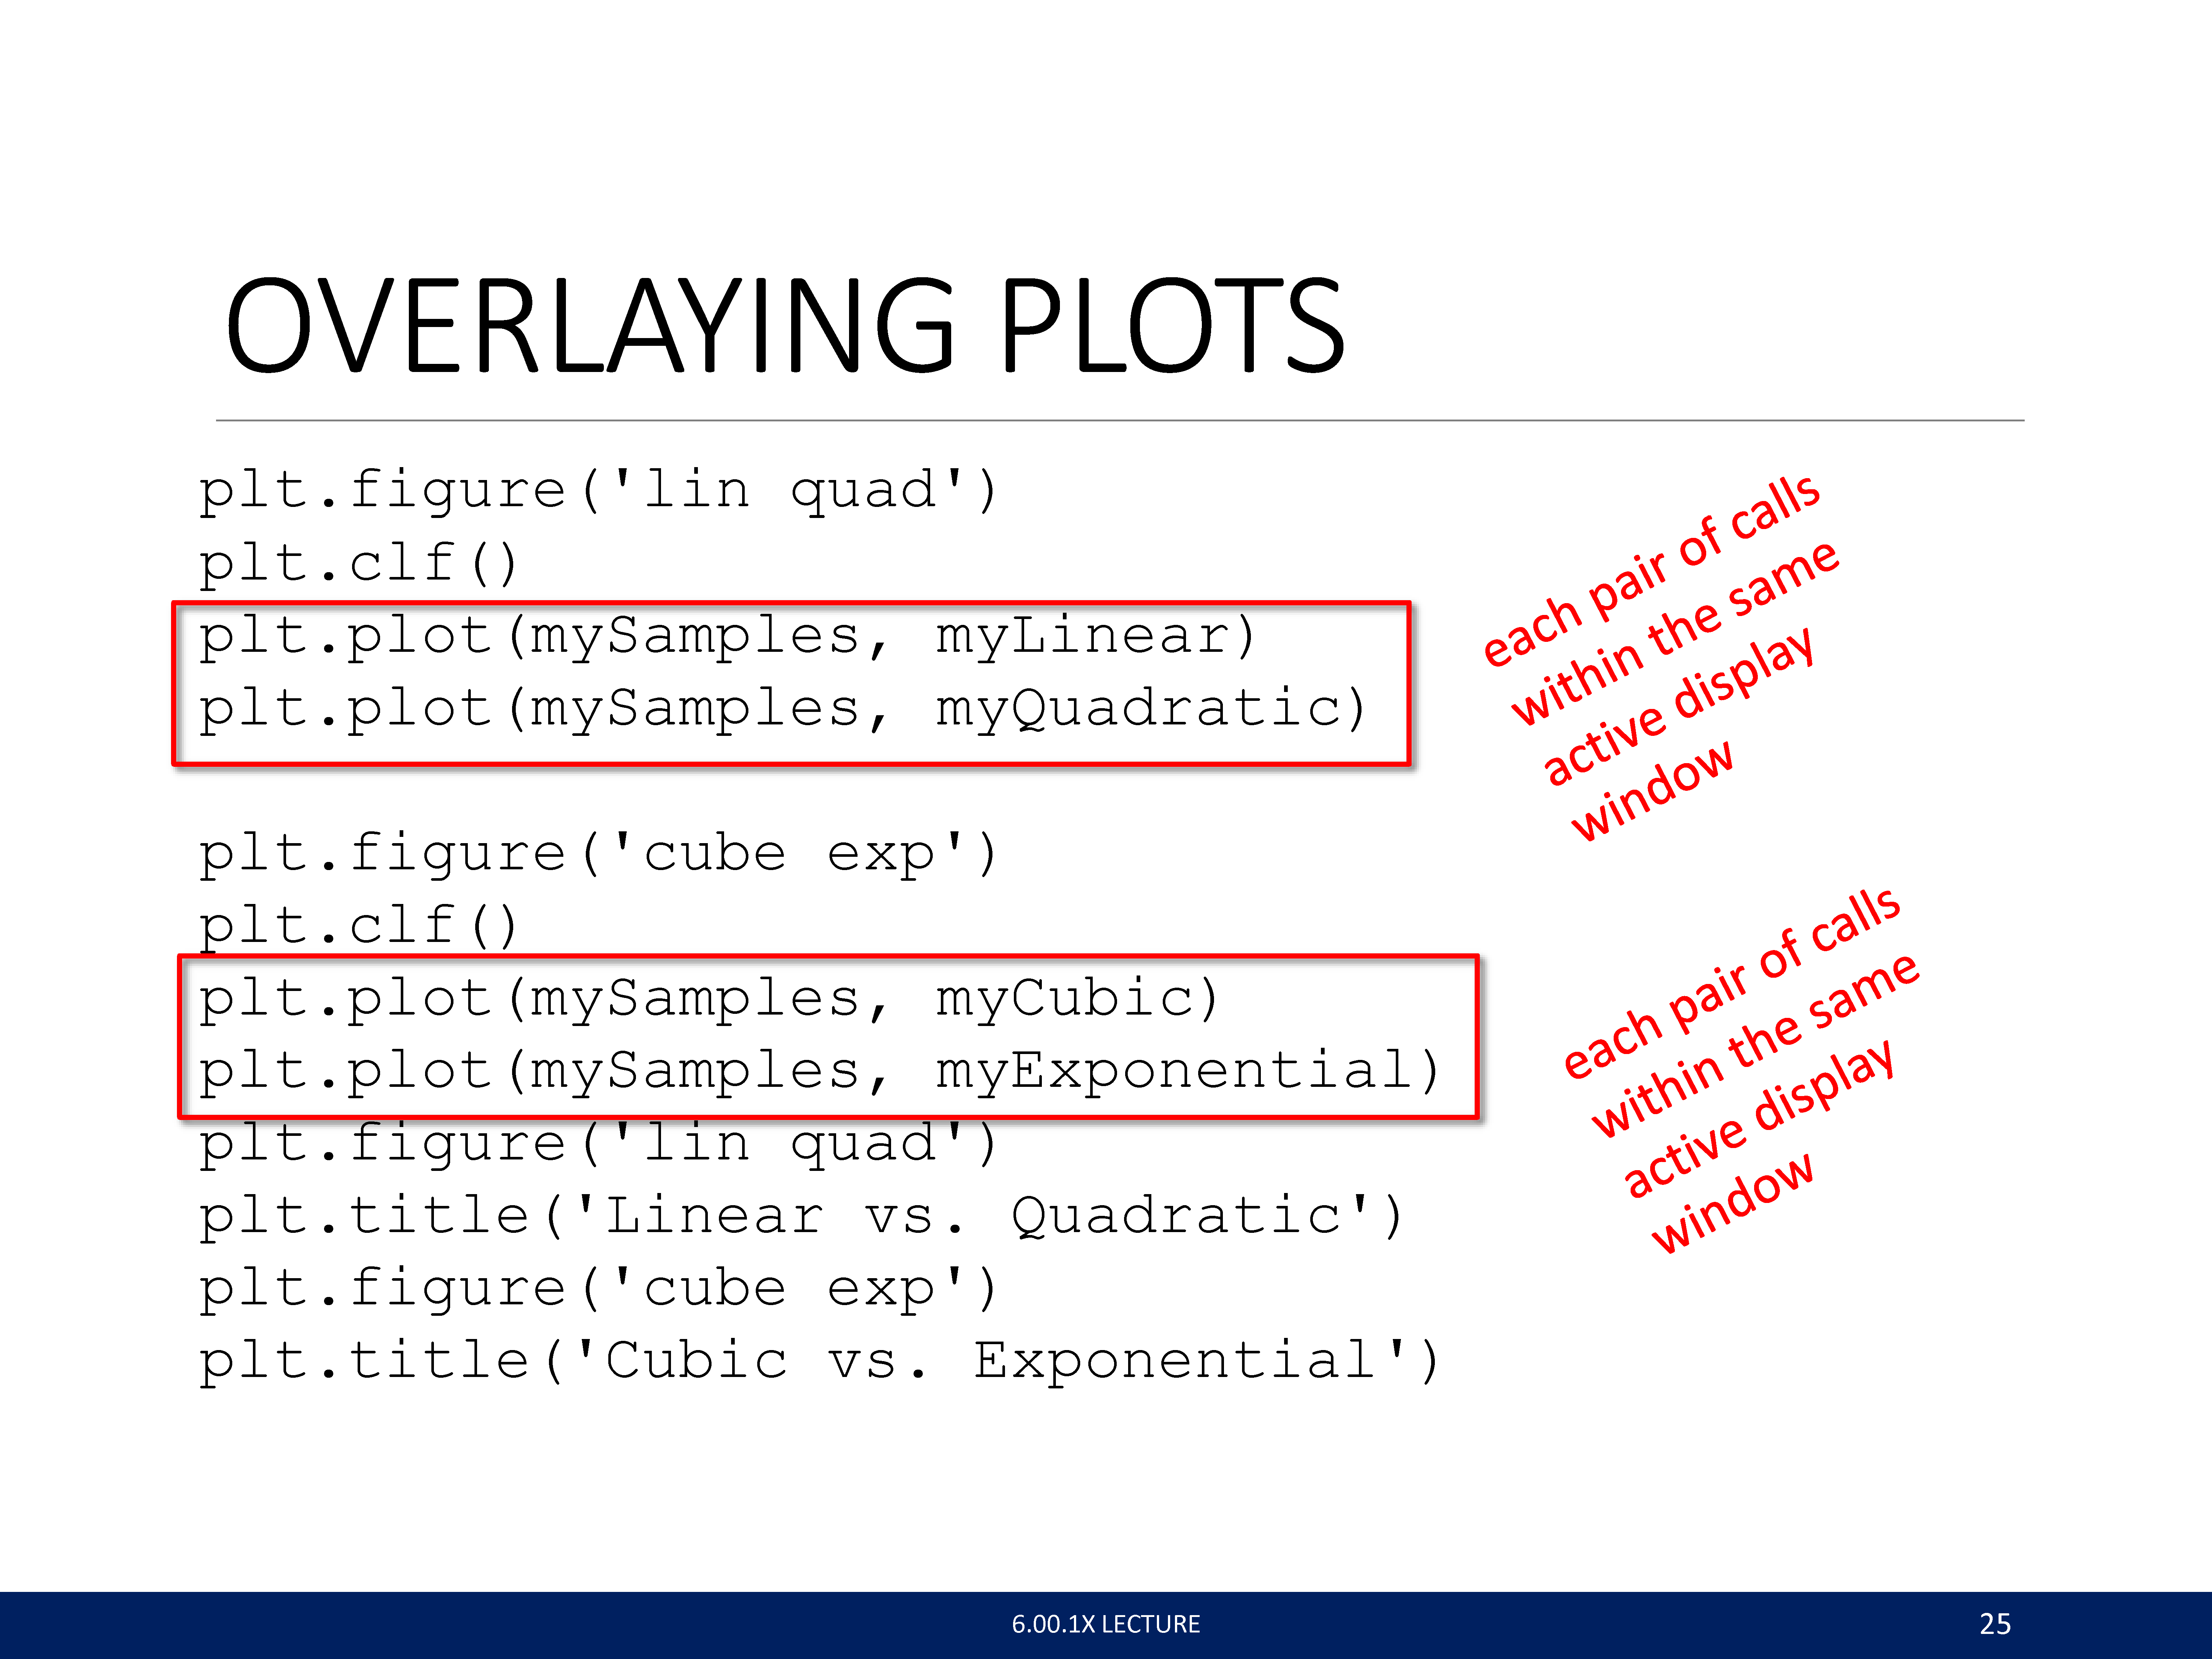 OVERLAYING PLOTS
plt.figure('lin quad')
plt.clf()
plt.plot(mySamples, myLinear)
plt.plot(mySamples, myQuadratic)
each pair of calls
within the same
active display
window
plt.figure('cube exp')
plt.clf()
plt.plot(mySamples, myCubic)
plt.plot(mySamples, myExponential)
each pair of calls
within the same
active display
window
plt.figure('lin quad')
plt.title('Linear vs. Quadratic')
plt.figure('cube exp')
plt.title('Cubic vs. Exponential')
6.00.1X LECTURE
25